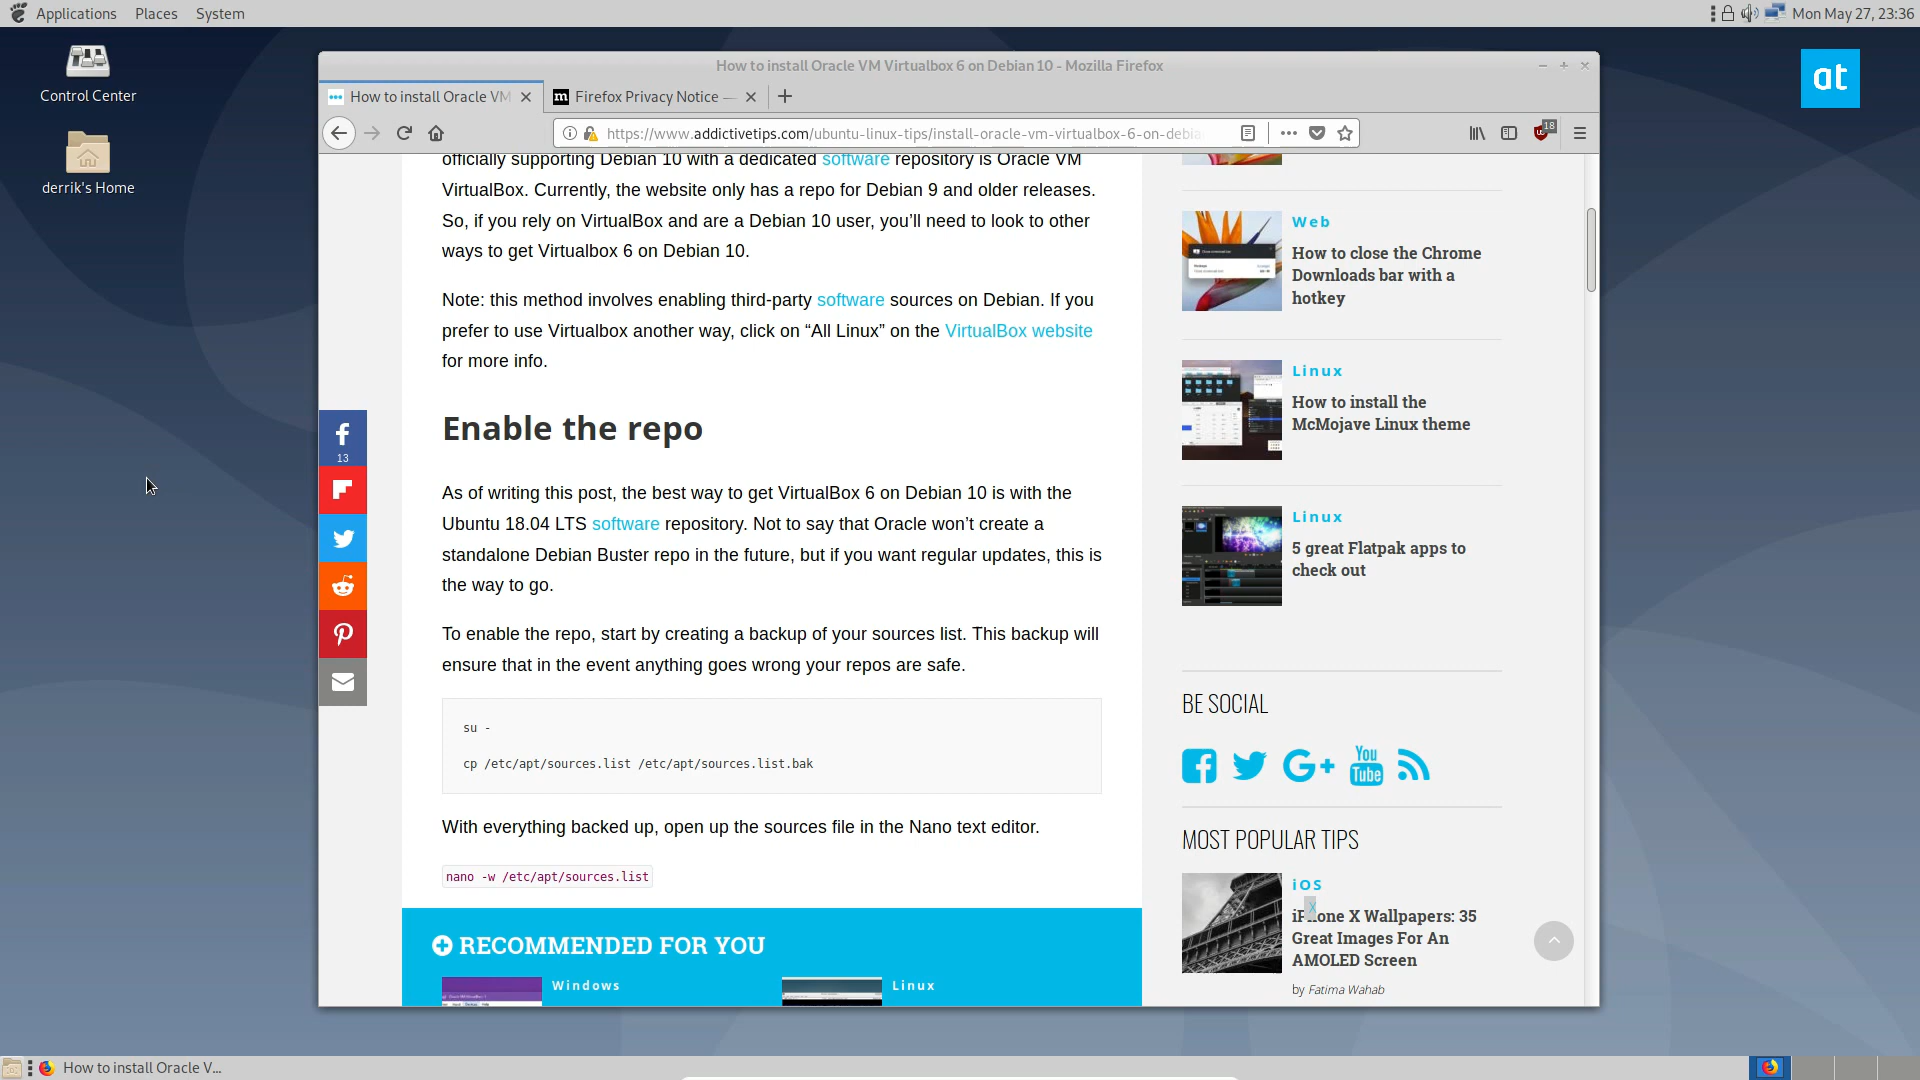 Applications Places System
Mon May 27, 23:36
Control Center
derrik's Home
at
How to install Oracle VM Virtualbox 6 on Debian 10 - Mozilla Firefox
How to install Oracle VM
Firefox Privacy Notice —
https://www.addictivetips.com/ubuntu-linux-tips/install-oracle-vm-virtualbox-6-on-debia
18
officially supporting Debian 10 with a dedicated software repository is Oracle VM
VirtualBox. Currently, the website only has a repo for Debian 9 and older releases.
So, if you rely on VirtualBox and are a Debian 10 user, you’ll need to look to other
ways to get Virtualbox 6 on Debian 10.
Note: this method involves enabling third-party software sources on Debian. If you
prefer to use Virtualbox another way, click on “All Linux” on the VirtualBox website
for more info.
Enable the repo
As of writing this post, the best way to get VirtualBox 6 on Debian 10 is with the
Ubuntu 18.04 LTS software repository. Not to say that Oracle won’t create a
standalone Debian Buster repo in the future, but if you want regular updates, this is
the way to go.
To enable the repo, start by creating a backup of your sources list. This backup will
ensure that in the event anything goes wrong your repos are safe.
su -
cp /etc/apt/sources.list /etc/apt/sources.list.bak
With everything backed up, open up the sources file in the Nano text editor.
nano -w /etc/apt/sources.list
RECOMMENDED FOR YOU
Windows
Linux
13
Web
How to close the Chrome
Downloads bar with a
hotkey
Linux
How to install the
McMojave Linux theme
Linux
5 great Flatpak apps to
check out
BE SOCIAL
You
Tube
MOST POPULAR TIPS
iOS
X
iPhone X Wallpapers: 35
Great Images For An
AMOLED Screen
by Fatima Wahab
How to install Oracle V...